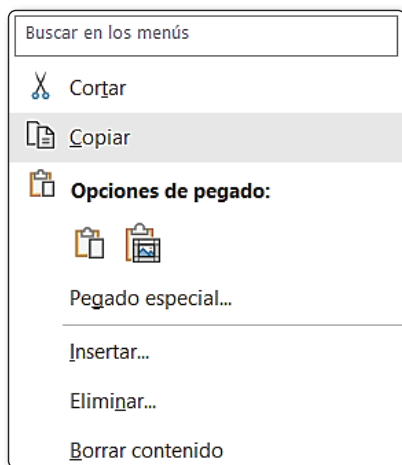 Buscar en los menús
Cortar
Copiar
Opciones de pegado:
Pegado especial...
Insertar...
Eliminar...
Borrar contenido